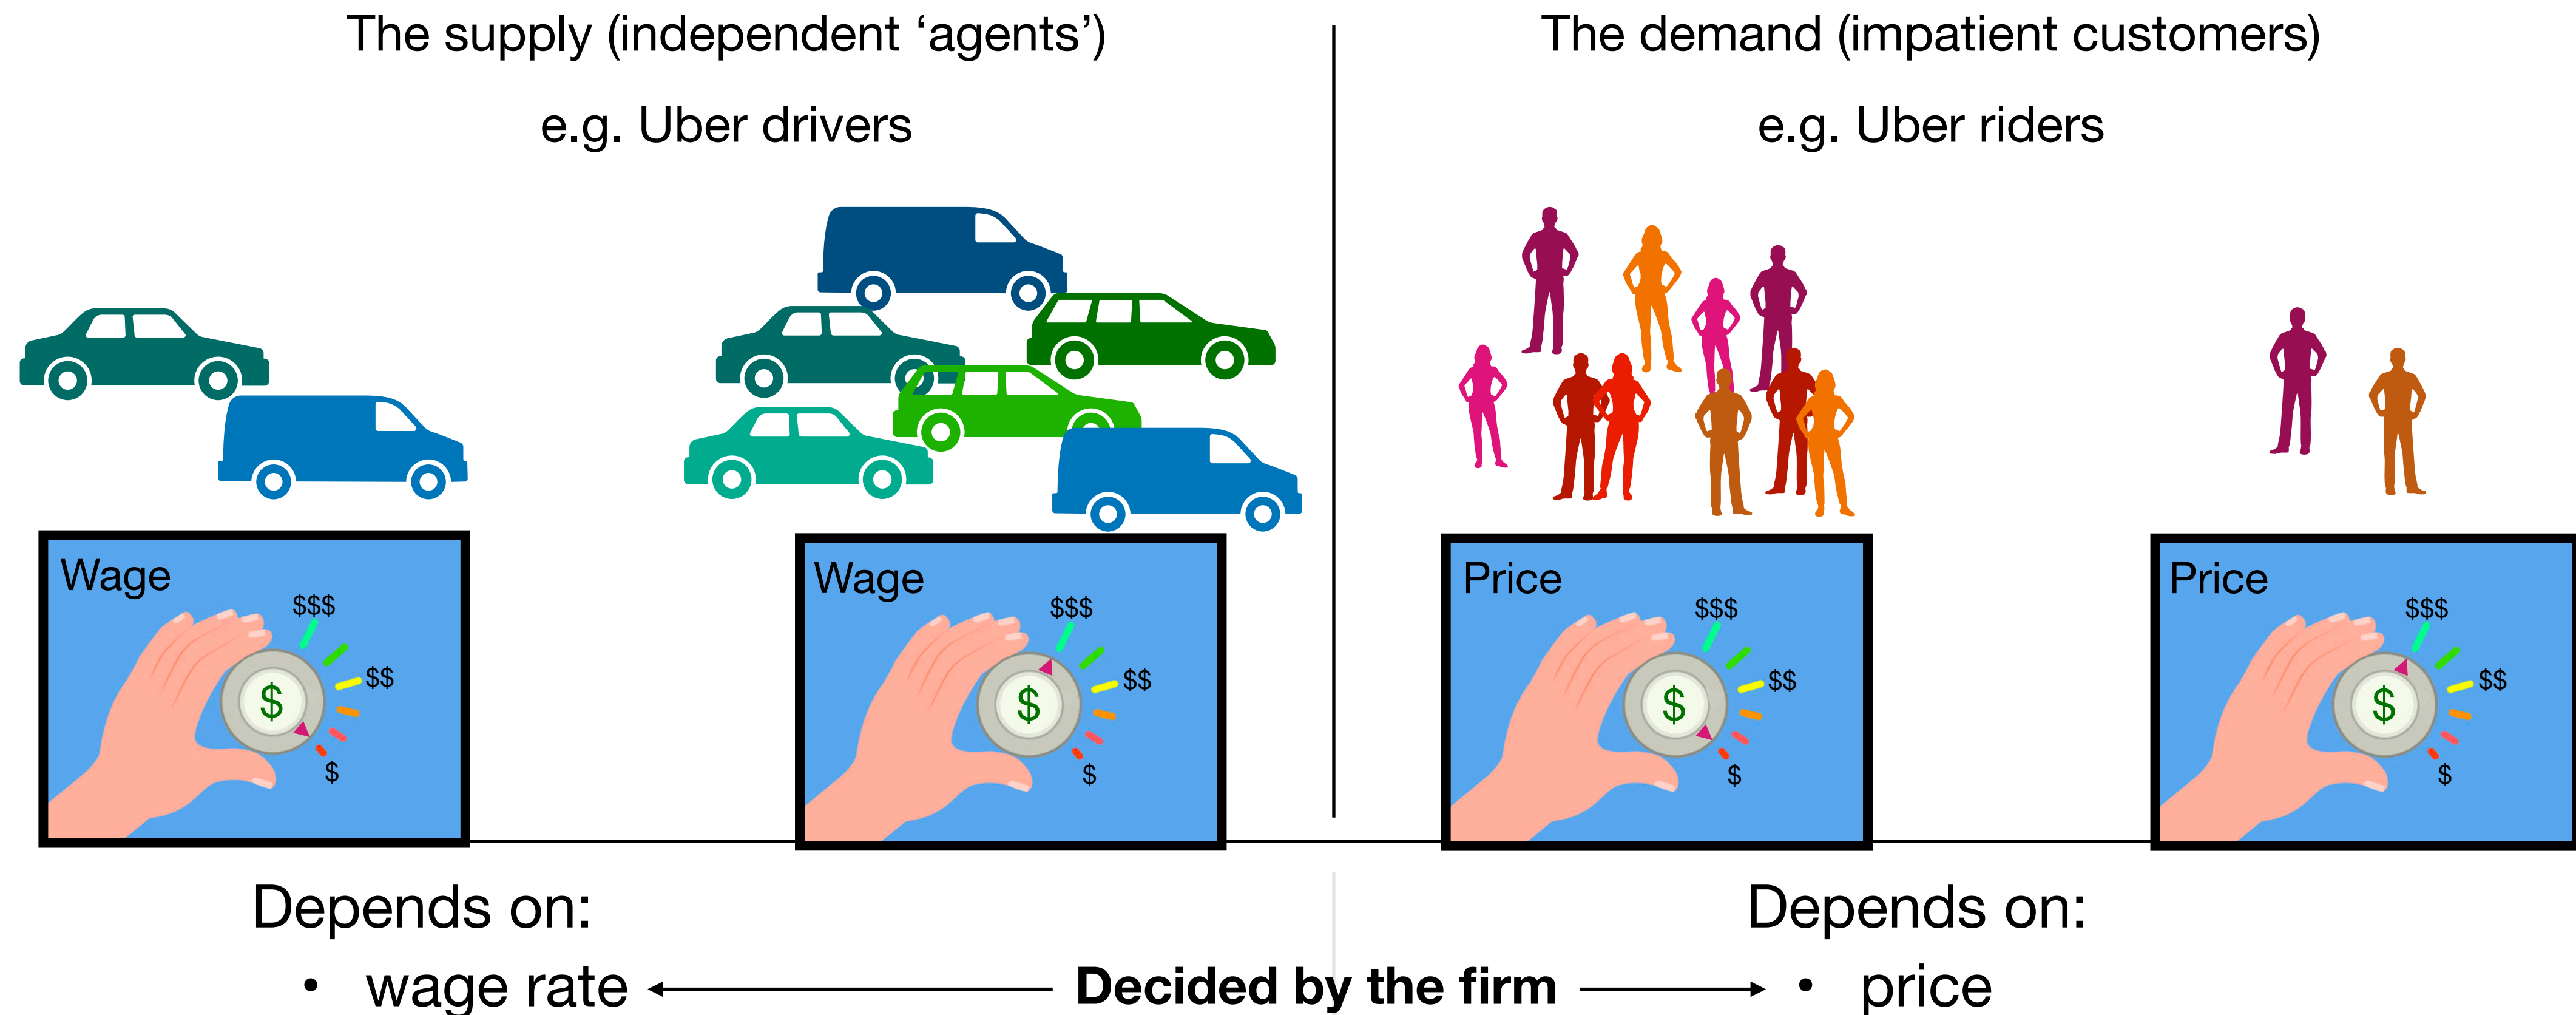 The supply (independent ‘agents’)
e.g. Uber drivers
The demand (impatient customers)
e.g. Uber riders
Wage
$$$
$$
$
$
Wage
$$$
$$
$
$
Price
$$$
$$
$
$
Price
$$$
$$
$
$
Depends on:
• wage rate
Decided by the firm
Depends on:
• price